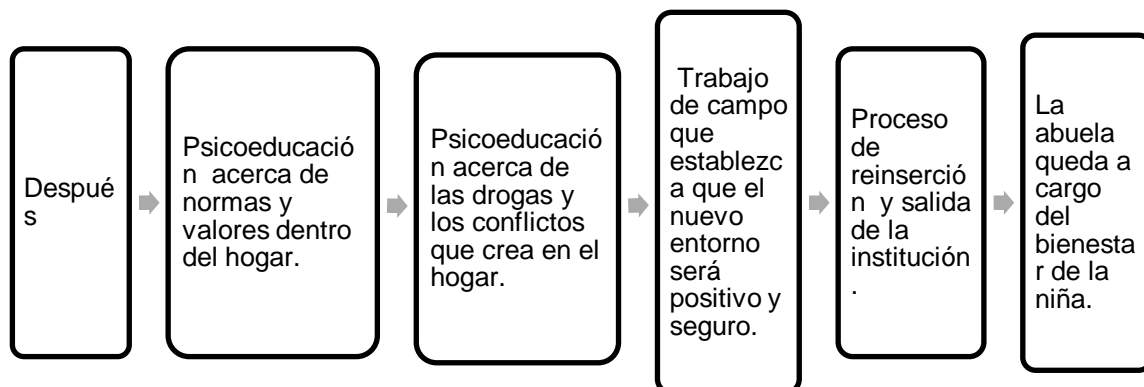 Despué
s
Psicoeducació
n  acerca de
normas y
valores dentro
del hogar.
Psicoeducació
n acerca de
las drogas y
los conflictos
que crea en el
hogar.
Trabajo
de campo
que
establezc
a que el
nuevo
entorno
será
positivo y
seguro.
Proceso
de
reinserció
n  y salida
de la
institución
.
La
abuela
queda a
cargo
del
bienesta
r de la
niña.